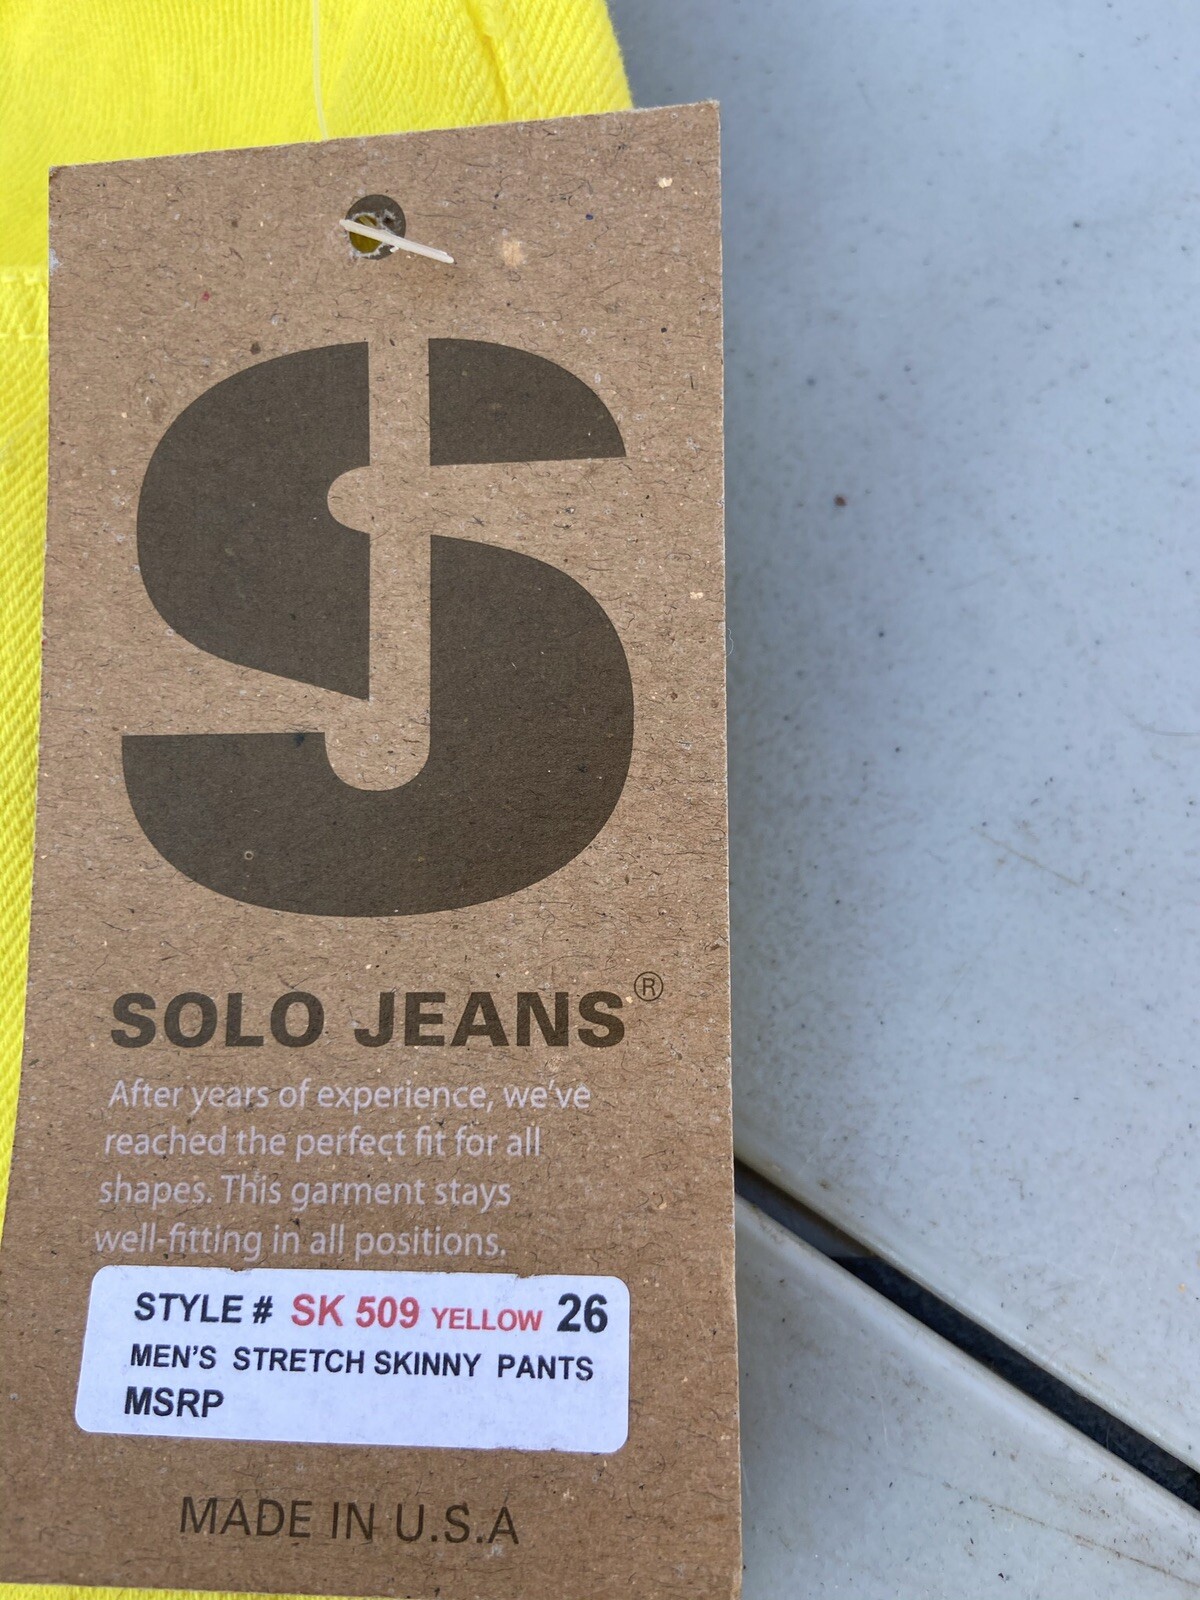 SJ
SOLO JEANS®
After years of experience, we've
reached the perfect fit for all
shapes. This garment stays
well-fitting in all positions.
STYLE # SK 509 YELLOW 26
MEN'S STRETCH SKINNY PANTS
MSRP
MADE IN U.S.A